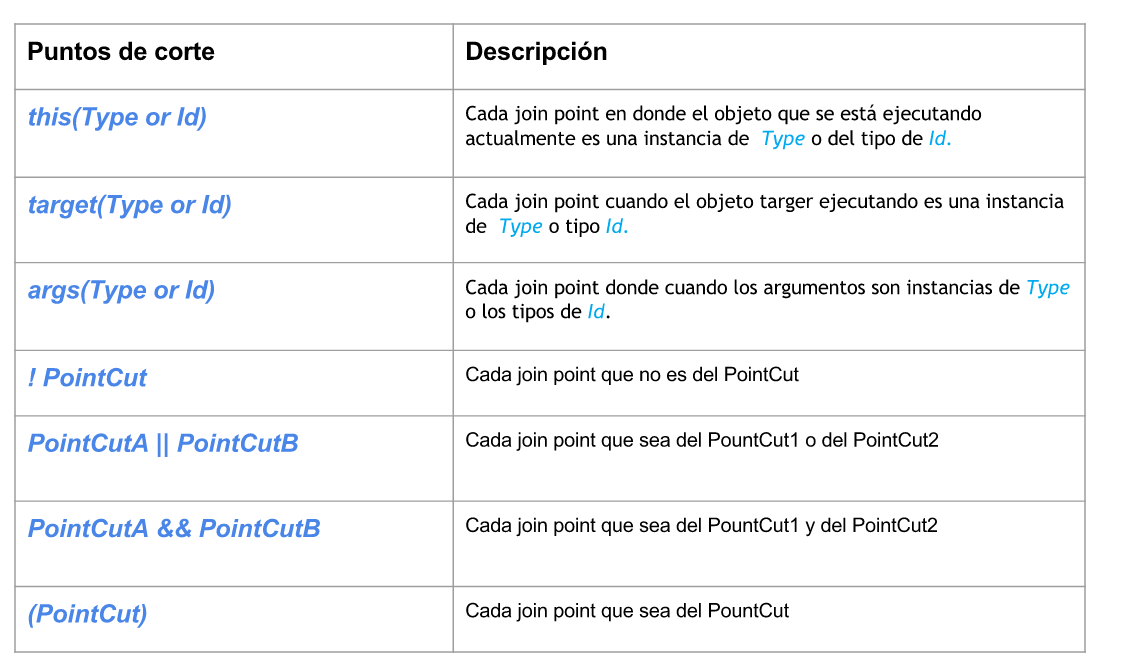 Puntos de corte
Descripción
this(Type or Id)
Cada join point en donde el objeto que se está ejecutando
actualmente es una instancia de Type o del tipo de Id.
target(Type or Id)
Cada join point cuando el objeto targer ejecutando es una instancia
de Type o tipo Id.
args(Type or Id)
Cada join point donde cuando los argumentos son instancias de Type
o los tipos de Id.
! PointCut
Cada join point que no es del PointCut
PointCutA || PointCutB
Cada join point que sea del PountCut1 o del PointCut2
PointCutA && PointCutB
Cada join point que sea del PountCut1 y del PointCut2
(PointCut)
Cada join point que sea del PountCut